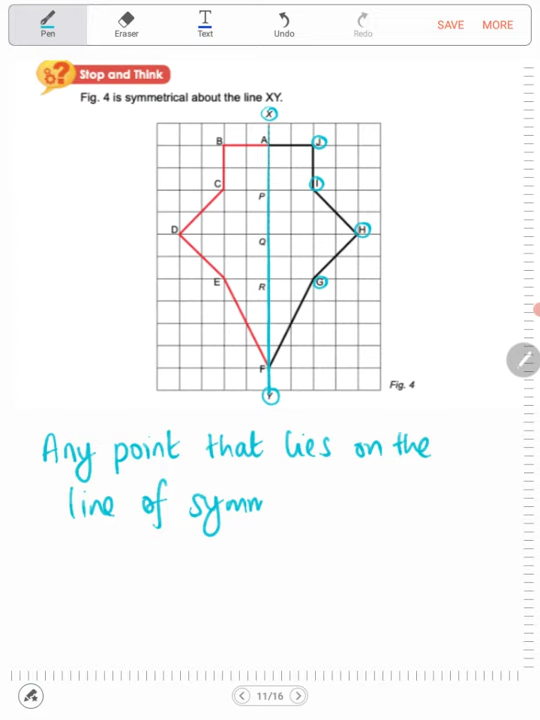 Pen Eraser Text Undo Redo SAVE MORE
Stop and Think
Fig. 4 is symmetrical about the line XY.
X
B A J
C I
P
D H
Q
E G
R
F
Fig. 4
Y
Any point that lies on the
line of symm
11/16